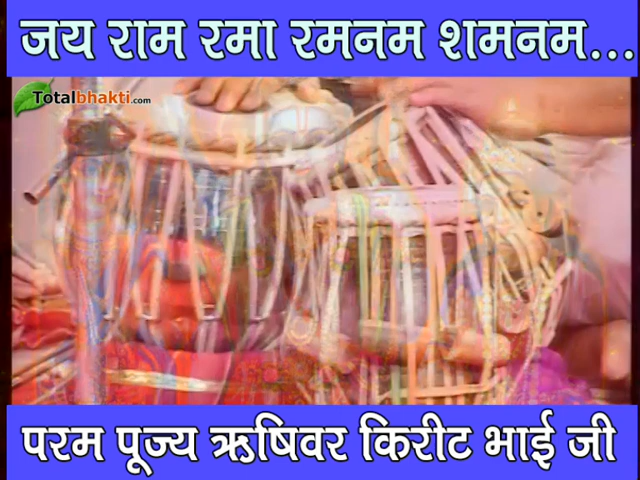 जय राम रमा रमनम शमनम...
Totalbhakti.com
परम पूज्य ऋषिवर किरीट भाई जी